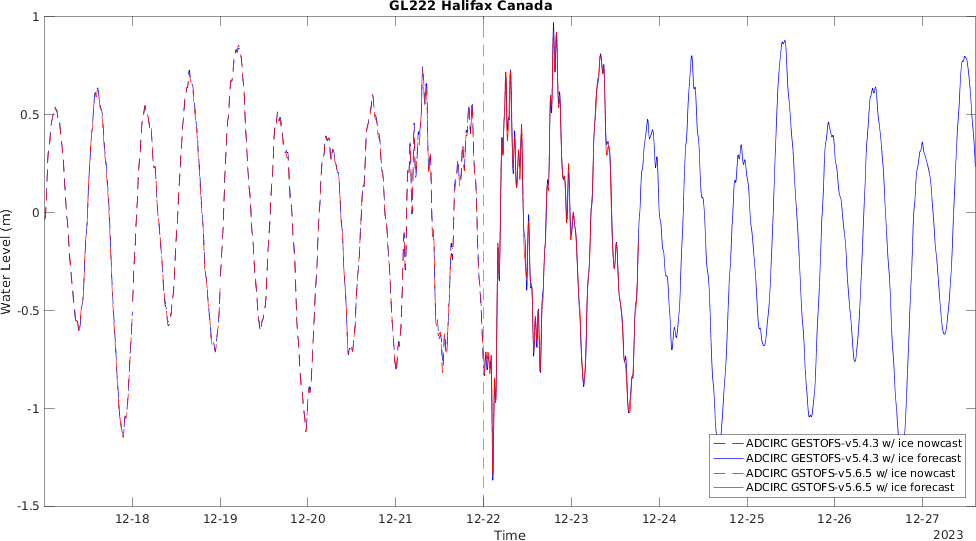 GL222 Halifax Canada
1
0.5
0
-0.5
-1
-1.5
Water Level (m)
12-18
12-19
12-20
12-21
12-22
12-23
12-24
12-25
12-26
12-27
Time
2023
ADCIRC GESTOFS-v5.4.3 w/ ice nowcast
ADCIRC GESTOFS-v5.4.3 w/ ice forecast
ADCIRC GSTOFS-v5.6.5 w/ ice nowcast
ADCIRC GSTOFS-v5.6.5 w/ ice forecast